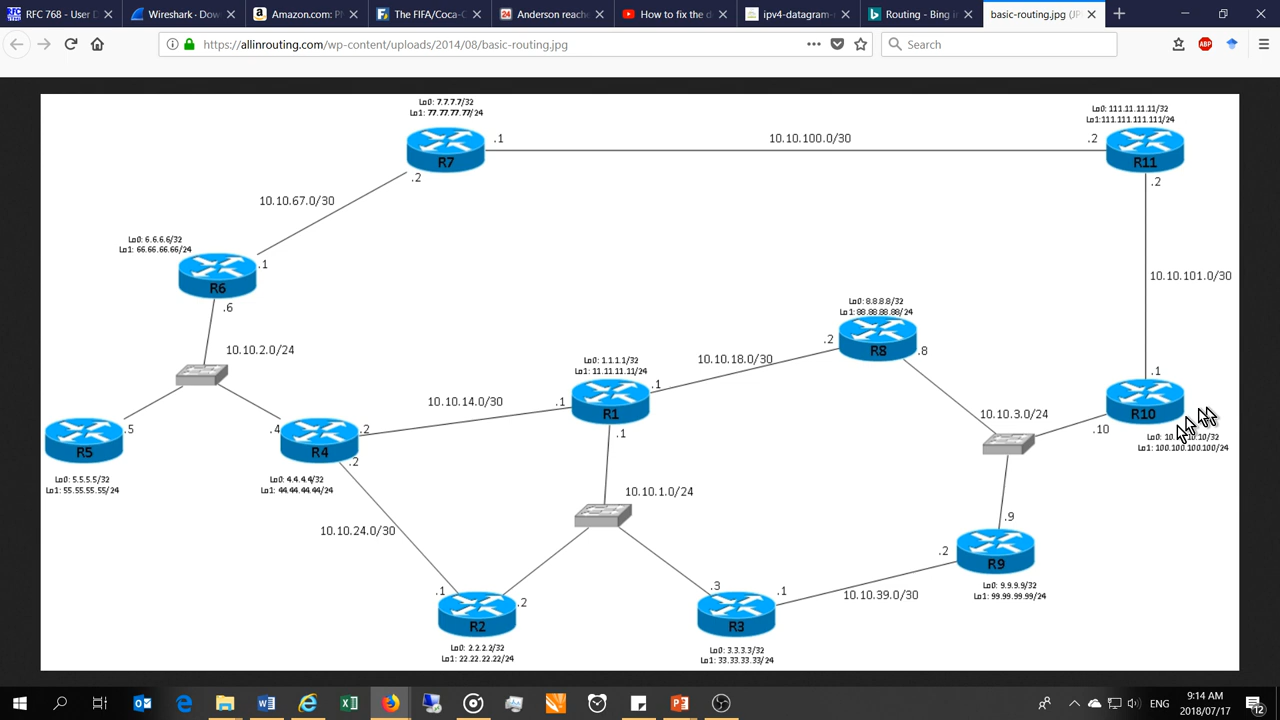 RFC 768 - User D
Wireshark · Dow
Amazon.com: P
The FIFA/Coca-C
Anderson reache
How to fix the d
ipv4-datagram-
Routing - Bing i
basic-routing.jpg (JP
https://allinrouting.com/wp-content/uploads/2014/08/basic-routing.jpg
Search
ABP
Lo0: 7.7.7.7/32
Lo1: 77.77.77.77/24
R7
.1
10.10.100.0/30
.2
Lo0: 111.11.11.11/32
Lo1:111.111.111.111/24
R11
.2
.2
10.10.67.0/30
Lo0: 6.6.6.6/32
Lo1: 66.66.66.66/24
R6
.1
.6
10.10.101.0/30
10.10.2.0/24
Lo0: 8.8.8.8/32
Lo1: 88.88.88.88/24
R8
.2
.8
10.10.18.0/30
Lo0: 1.1.1.1/32
Lo1: 11.11.11.11/24
R1
.1
.1
.1
10.10.14.0/30
.1
R10
.10
10.10.3.0/24
Lo0: 10.10/32
Lo1: 100.100.100.100/24
R5
.5
Lo0: 5.5.5.5/32
Lo1: 55.55.55.55/24
.4
R4
.2
.2
Lo0: 4.4.4.4/32
Lo1: 44.44.44.44/24
10.10.1.0/24
10.10.24.0/30
.9
.2
R9
Lo0: 9.9.9.9/32
Lo1: 99.99.99.99/24
.1
R2
.2
Lo0: 2.2.2.2/32
Lo1: 22.22.22.22/24
.3
R3
.1
10.10.39.0/30
Lo0: 3.3.3.3/32
Lo1: 33.33.33.33/24
ENG
9:14 AM
2018/07/17
12